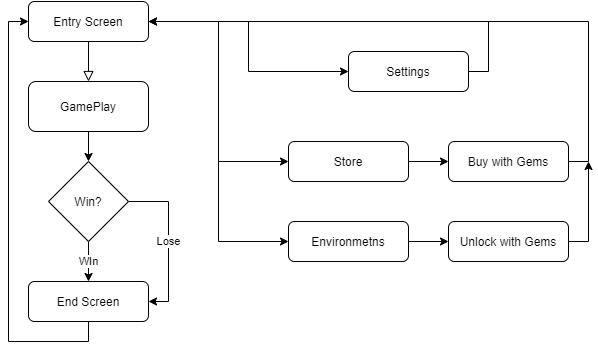 Entry Screen
Settings
GamePlay
Store
Buy with Gems
Win?
Environmetns
Unlock with Gems
Lose
WIn
End Screen